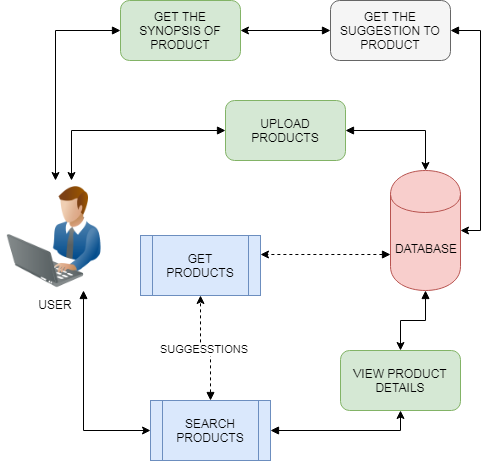 GET THE
SYNOPSIS OF
PRODUCT
GET THE
SUGGESTION TO
PRODUCT
UPLOAD
PRODUCTS
DATABASE
GET
PRODUCTS
USER
SUGGESSTIONS
VIEW PRODUCT
DETAILS
SEARCH
PRODUCTS